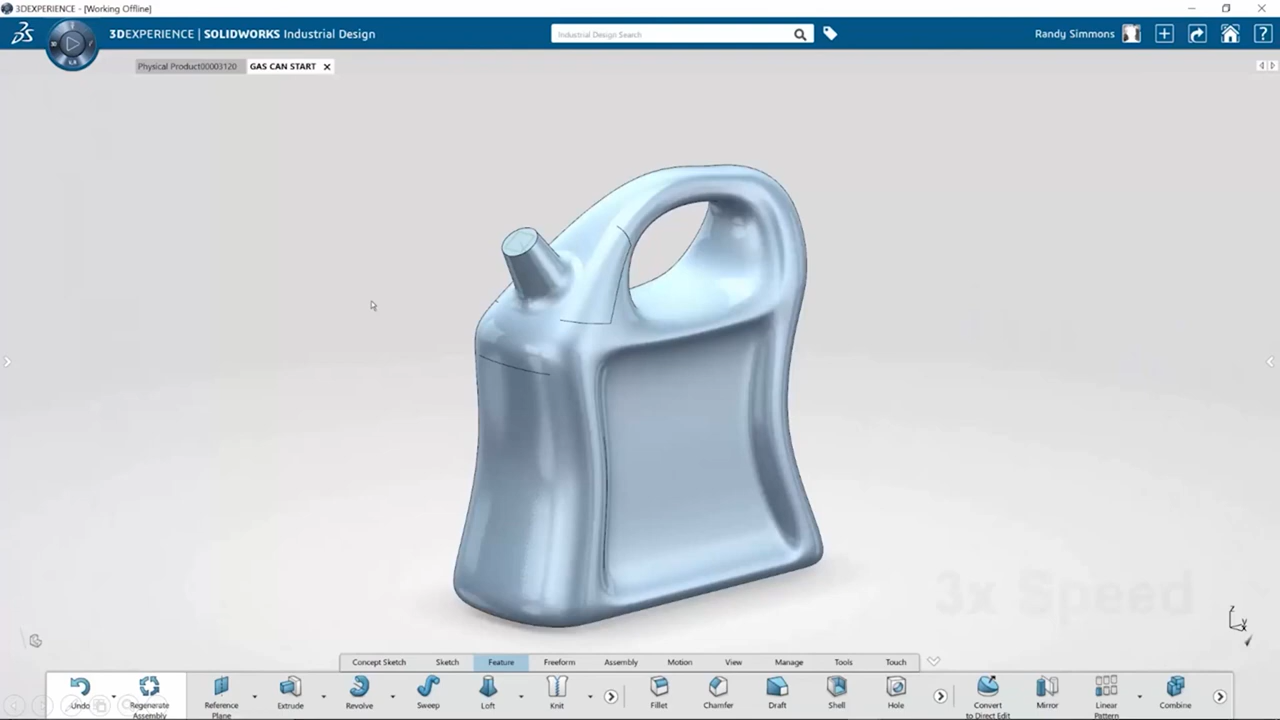 3DEXPERIENCE - [Working Offline]
3DEXPERIENCE | SOLIDWORKS Industrial Design
Industrial Design Search
Randy Simmons
Physical Product00003120
GAS CAN START
3x Speed
Z
Y
Concept Sketch
Sketch
Feature
Freeform
Assembly
Motion
View
Manage
Tools
Touch
Undo
Regenerate
Assembly
Reference
Plane
Extrude
Revolve
Sweep
Loft
Knit
Fillet
Chamfer
Draft
Shell
Hole
Convert
to Direct Edit
Mirror
Linear
Pattern
Combine